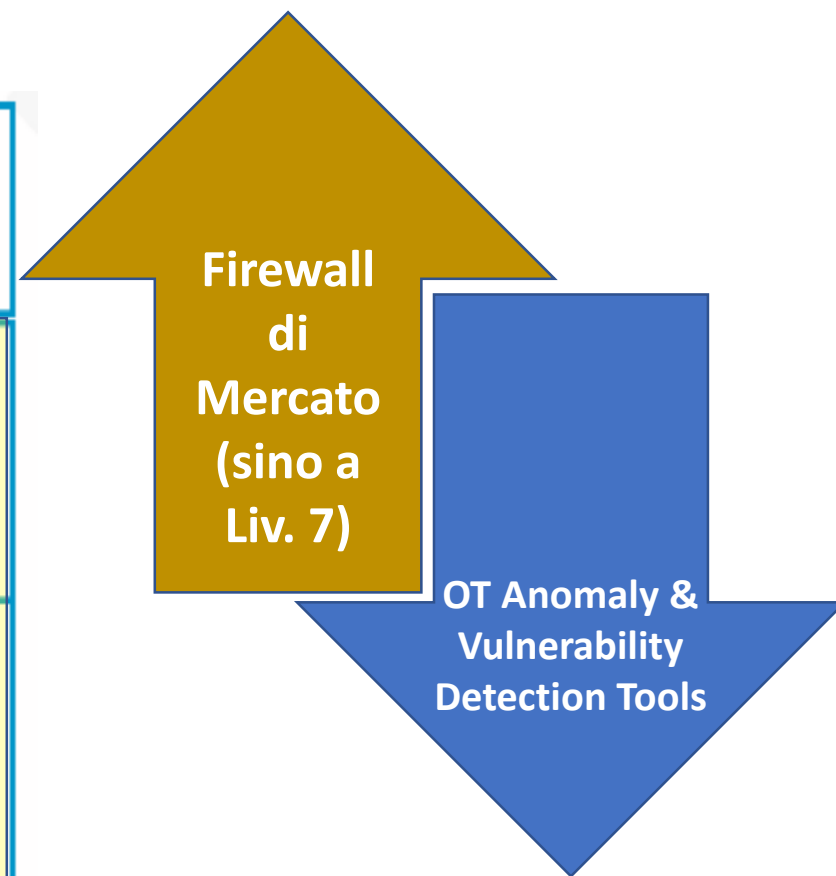 Firewall
di
Mercato
(sino a
Liv. 7)
OT Anomaly &
Vulnerability
Detection Tools